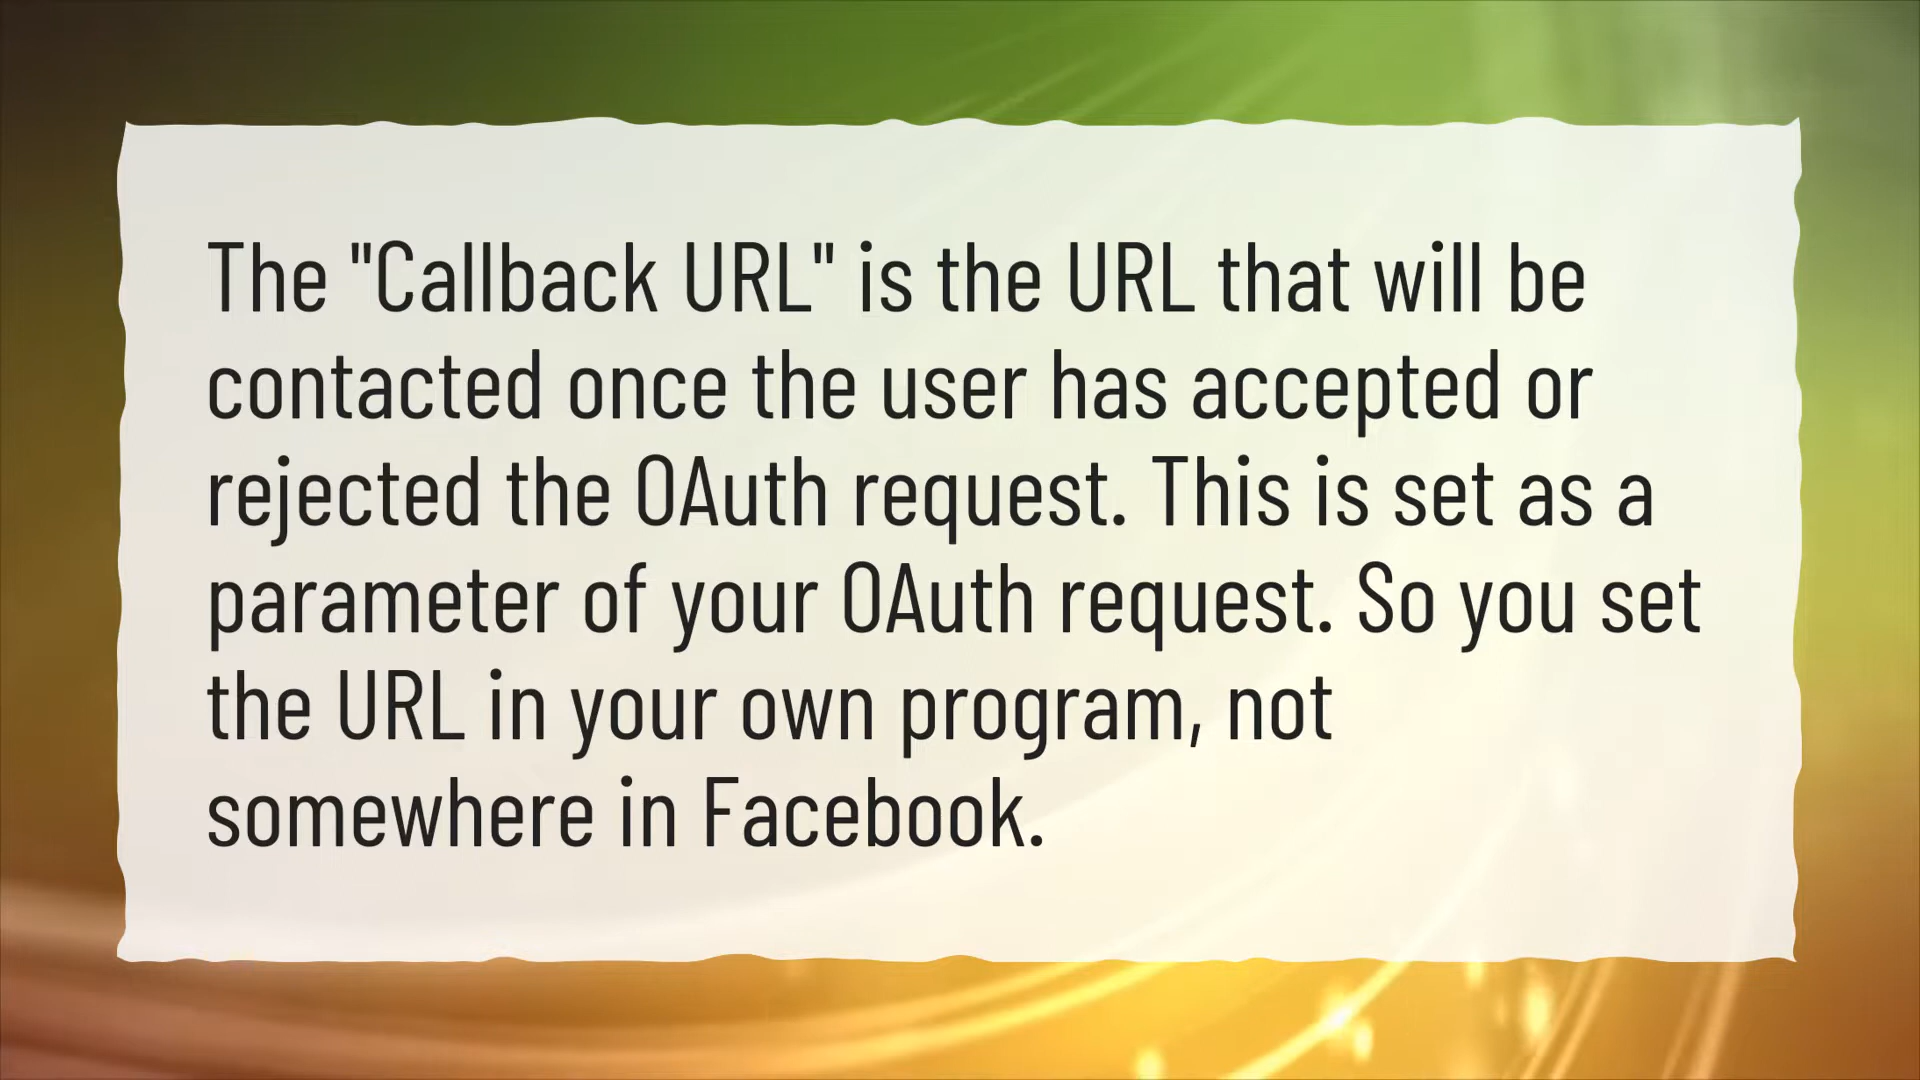 The "Callback URL" is the URL that will be
contacted once the user has accepted or
rejected the OAuth request. This is set as a
parameter of your OAuth request. So you set
the URL in your own program, not
somewhere in Facebook.